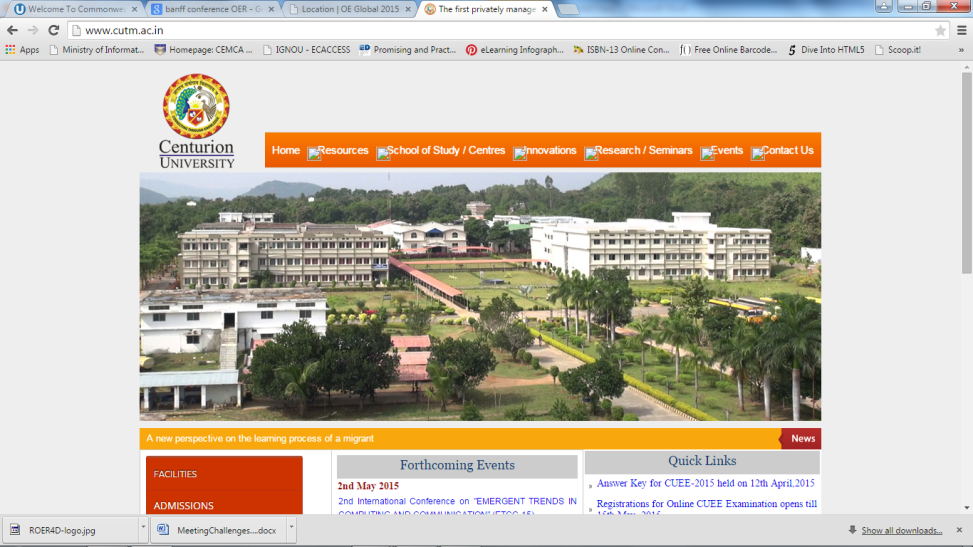 Welcome To Commonwe
banff conference OER - G
Location | OE Global 2015
The first privately manage
www.cutm.ac.in
Apps
Ministry of Informat...
Homepage: CEMCA ...
IGNOU - ECACCESS
Promising and Pract...
eLearning Infograph...
ISBN-13 Online Con...
Free Online Barcode...
Dive Into HTML5
Scoop.it!
»
Centurion
UNIVERSITY
Home Resources School of Study / Centres Innovations Research / Seminars Events Contact Us
A new perspective on the learning process of a migrant
News
FACILITIES
ADMISSIONS
Forthcoming Events
2nd May 2015
2nd International Conference on "EMERGENT TRENDS IN
COMPUTING AND COMMUNICATION" (ETCC-15)
Quick Links
» Answer Key for CUEE-2015 held on 12th April,2015
» Registrations for Online CUEE Examination opens till
15th May, 2015
ROER4D-logo.jpg
MeetingChallenges....docx
Show all downloads...